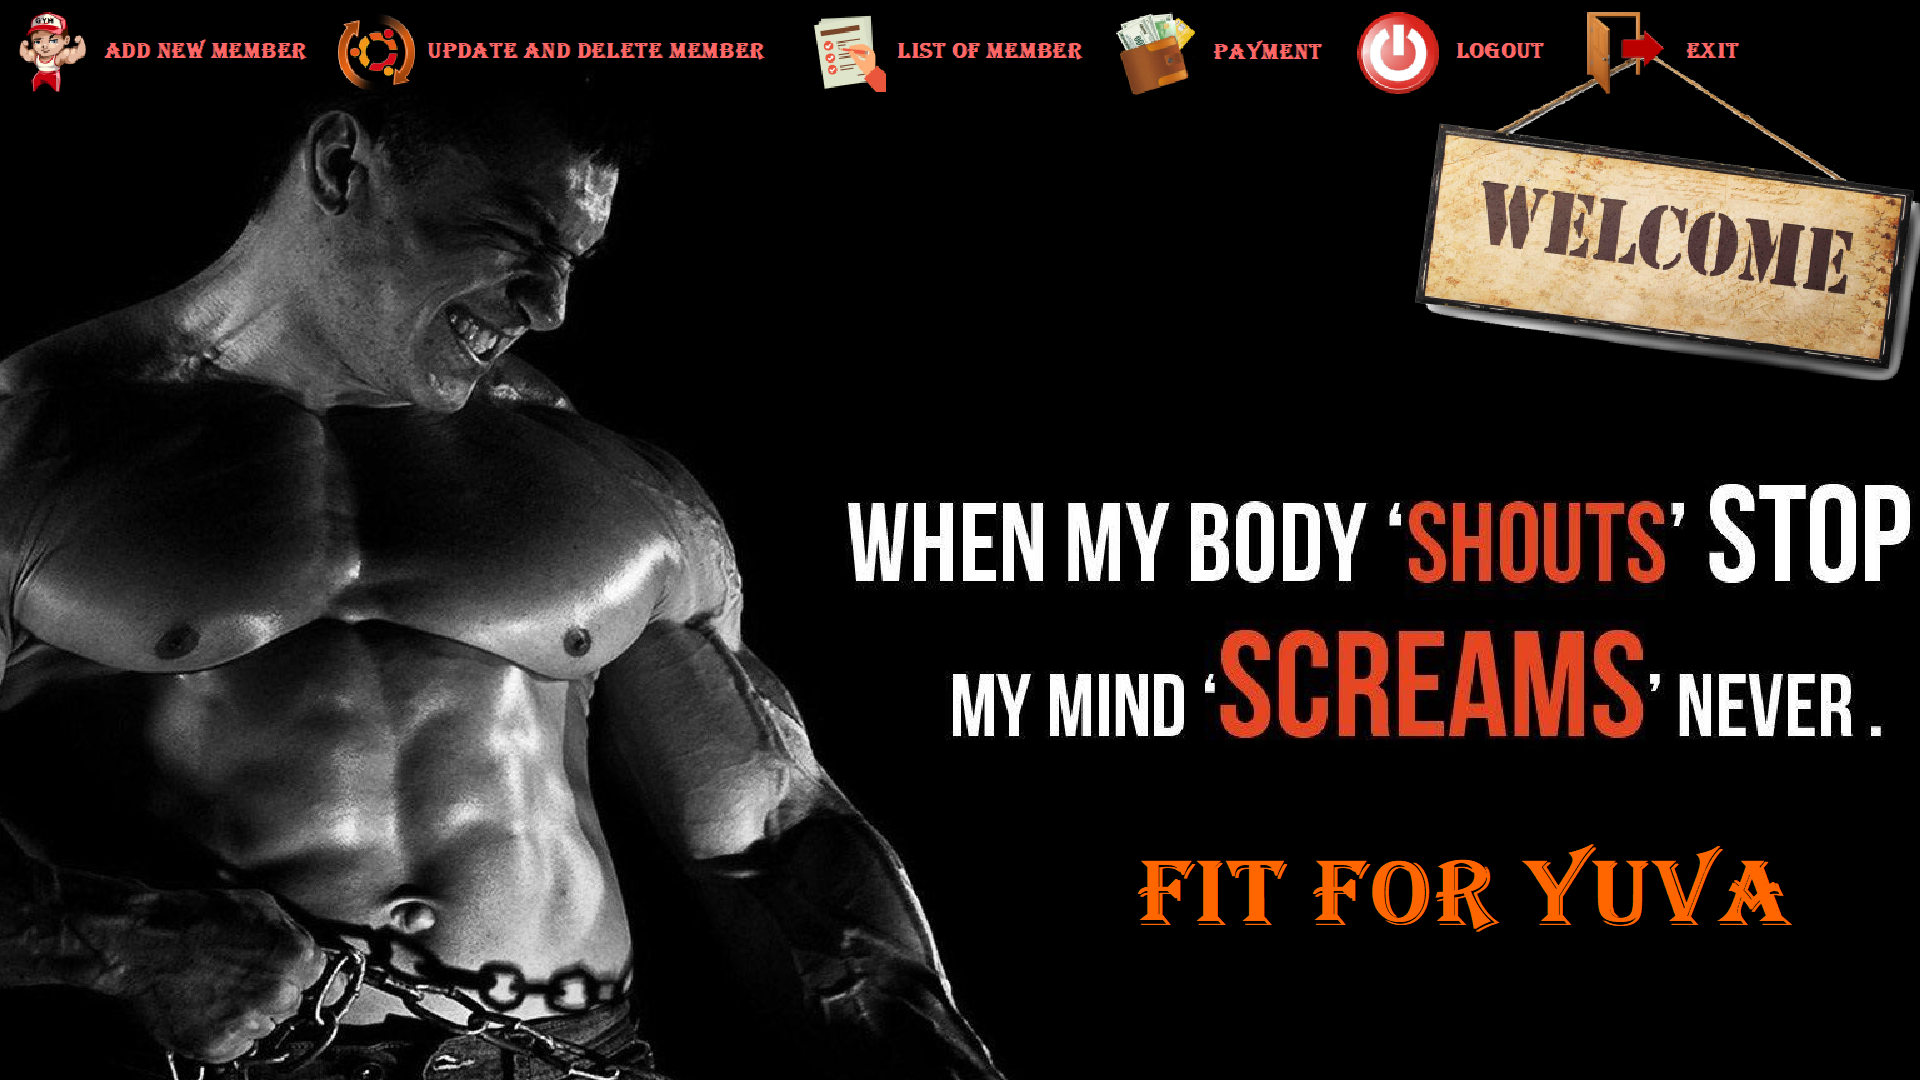 GYM
ADD NEW MEMBER
UPDATE AND DELETE MEMBER
LIST OF MEMBER
PAYMENT
LOGOUT
EXIT
WELCOME
WHEN MY BODY ‘SHOUTS’ STOP
MY MIND ‘SCREAMS’ NEVER .
FIT FOR YUVA